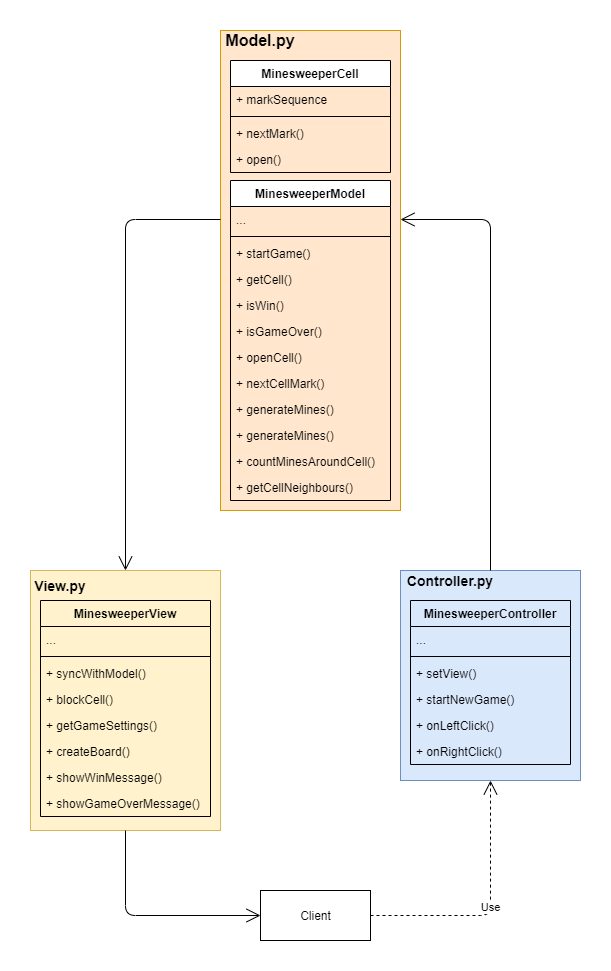 Model.py
MinesweeperCell
+ markSequence
+ nextMark()
+ open()
MinesweeperModel
...
+ startGame()
+ getCell()
+ isWin()
+ isGameOver()
+ openCell()
+ nextCellMark()
+ generateMines()
+ generateMines()
+ countMinesAroundCell()
+ getCellNeighbours()
View.py
MinesweeperView
...
+ syncWithModel()
+ blockCell()
+ getGameSettings()
+ createBoard()
+ showWinMessage()
+ showGameOverMessage()
Controller.py
MinesweeperController
...
+ setView()
+ startNewGame()
+ onLeftClick()
+ onRightClick()
Client
Use